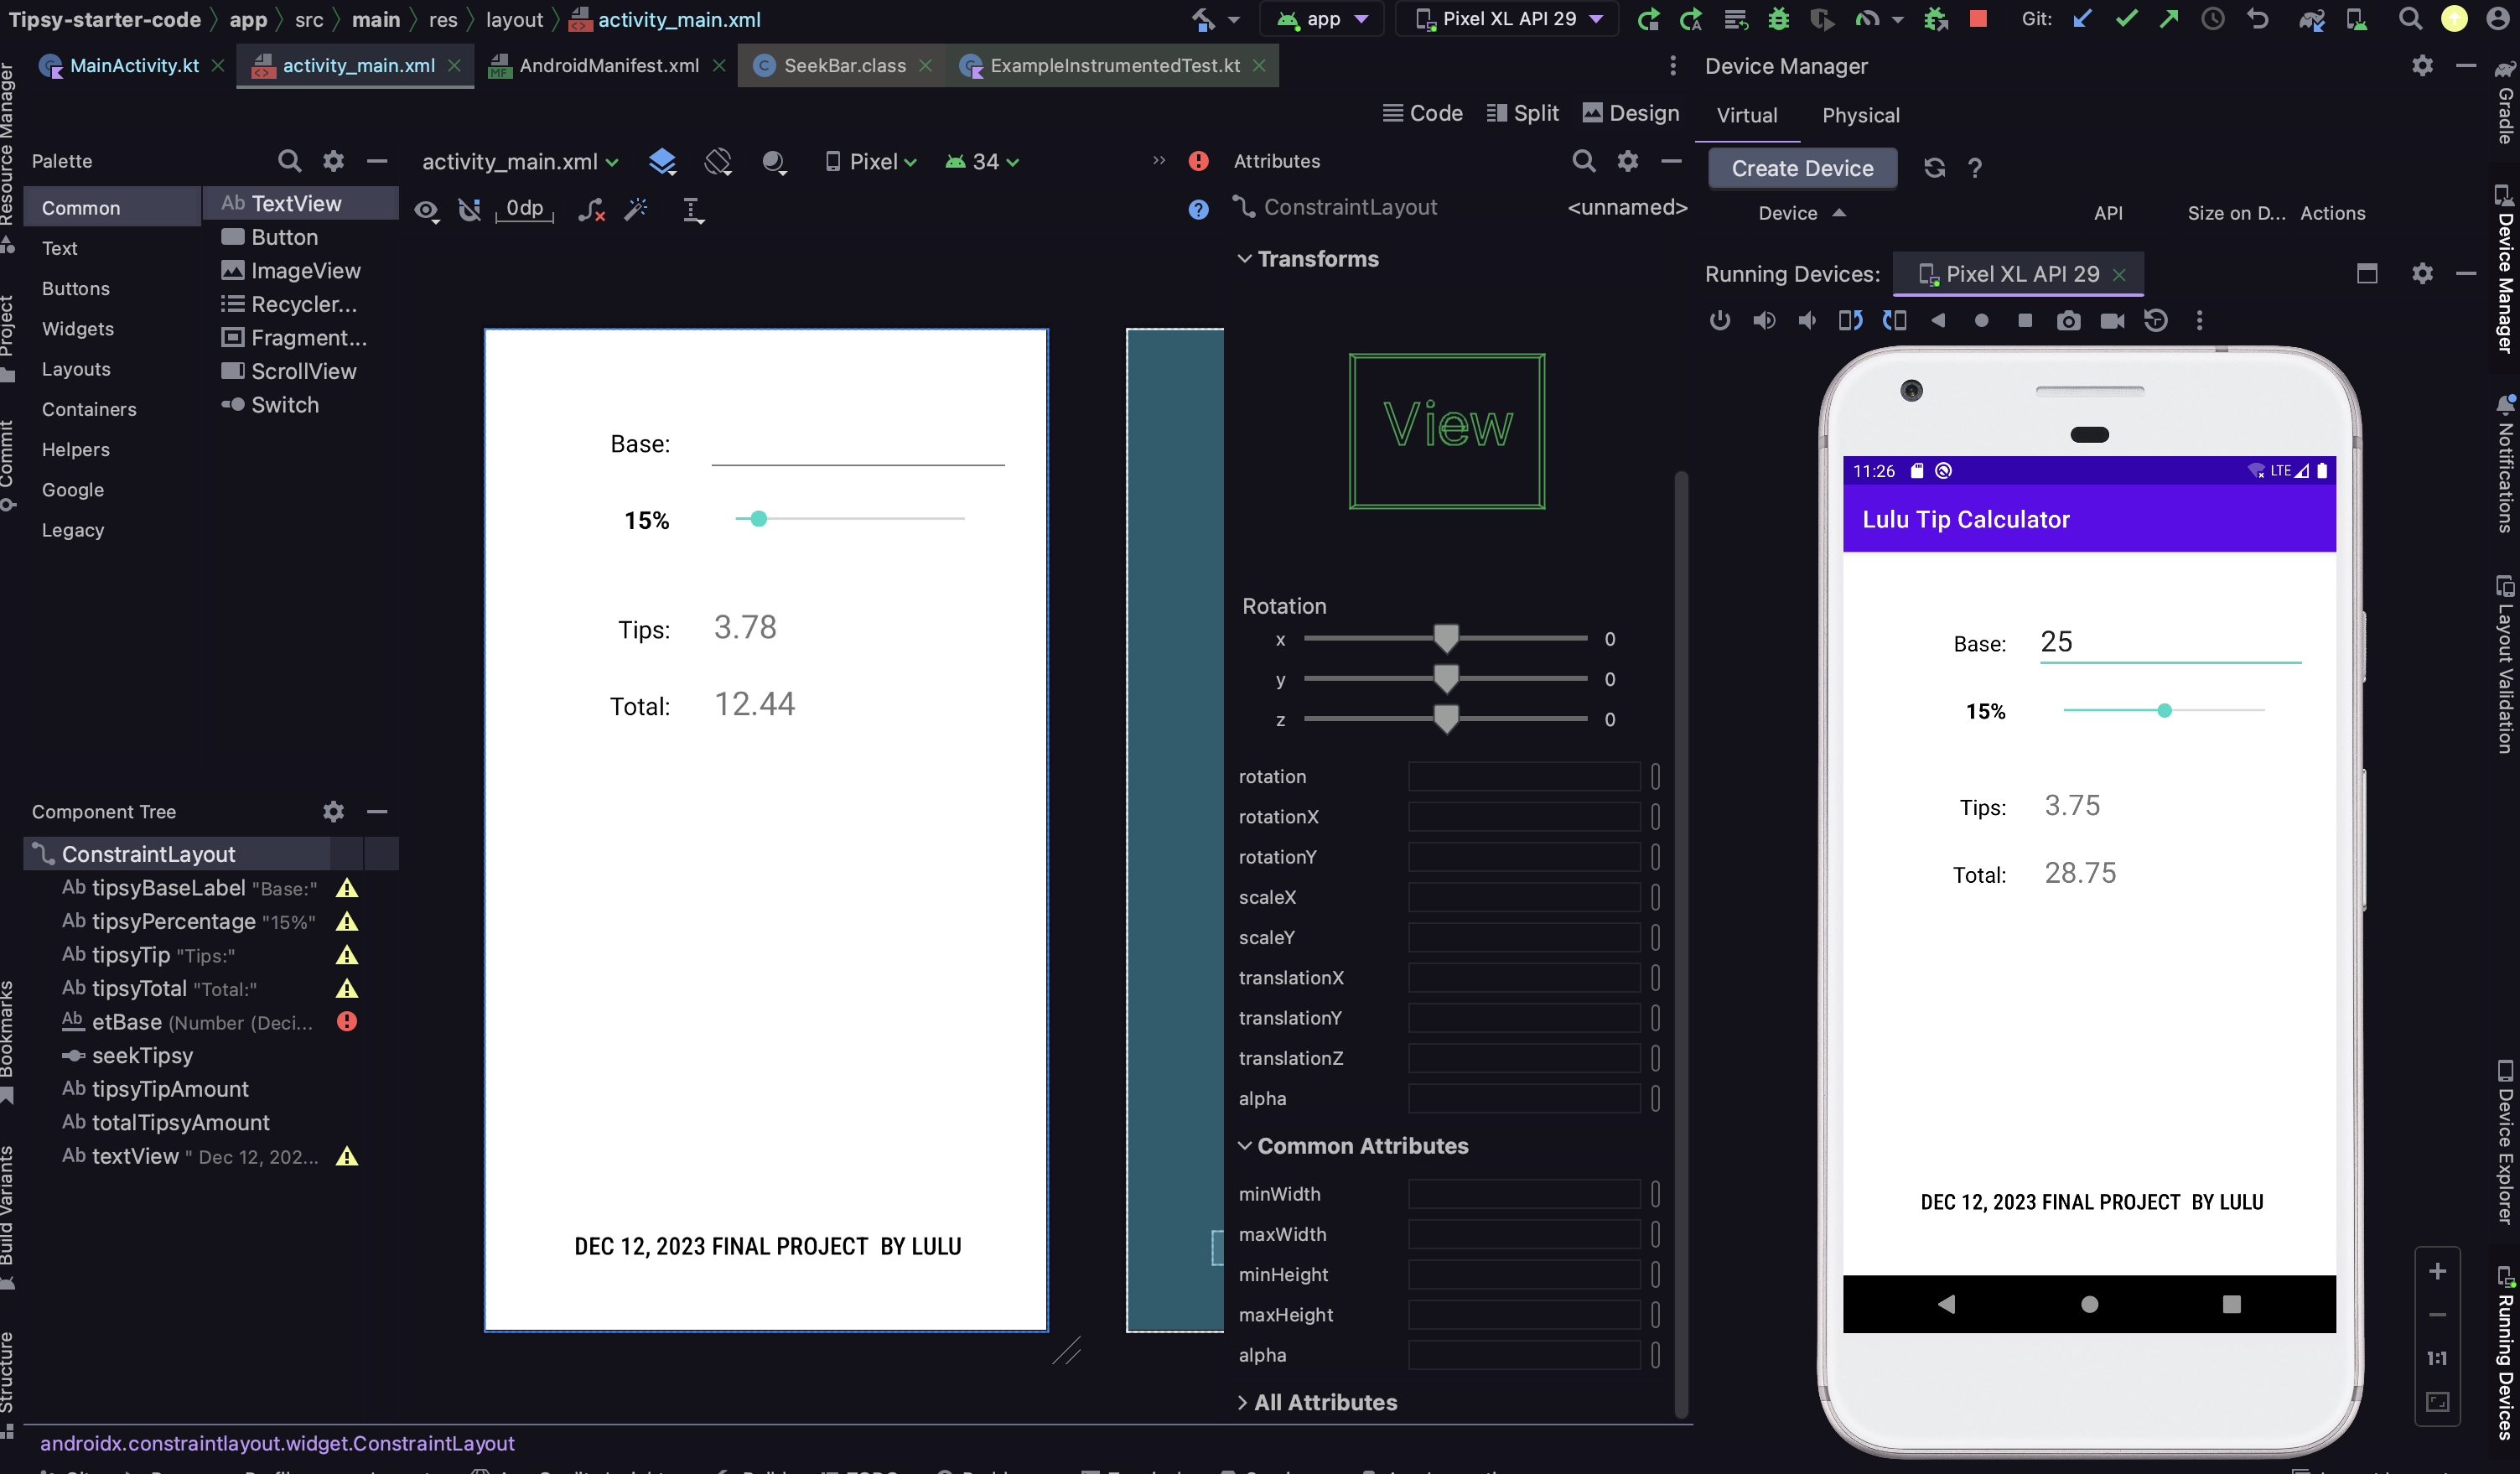 Tipsy-starter-code app src main res layout activity_main.xml
app Pixel XL API 29 Git:
MainActivity.kt activity_main.xml AndroidManifest.xml SeekBar.class ExampleInstrumentedTest.kt
Code Split Design
Palette
Common
Text
Buttons
Widgets
Layouts
Containers
Helpers
Google
Legacy
Ab TextView
Button
ImageView
Recycler...
Fragment...
ScrollView
Switch
activity_main.xml Pixel 34
0dp
Base:
15%
Tips: 3.78
Total: 12.44
DEC 12, 2023 FINAL PROJECT BY LULU
Component Tree
ConstraintLayout
Ab tipsyBaseLabel "Base:"
Ab tipsyPercentage "15%"
Ab tipsyTip "Tips:"
Ab tipsyTotal "Total:"
Ab etBase (Number (Deci...
seekTipsy
Ab tipsyTipAmount
Ab totalTipsyAmount
Ab textView " Dec 12, 202...
Attributes
ConstraintLayout <unnamed>
Transforms
View
Rotation
x 0
y 0
z 0
rotation
rotationX
rotationY
scaleX
scaleY
translationX
translationY
translationZ
alpha
Common Attributes
minWidth
maxWidth
minHeight
maxHeight
alpha
All Attributes
Device Manager
Virtual Physical
Create Device
?
Device API Size on D... Actions
Running Devices: Pixel XL API 29
11:26 LTE
Lulu Tip Calculator
Base: 25
15%
Tips: 3.75
Total: 28.75
DEC 12, 2023 FINAL PROJECT BY LULU
1:1
Resource Manager
Project
Commit
Bookmarks
Build Variants
Structure
Gradle
Device Manager
Notifications
Layout Validation
Device Explorer
Running Devices
androidx.constraintlayout.widget.ConstraintLayout